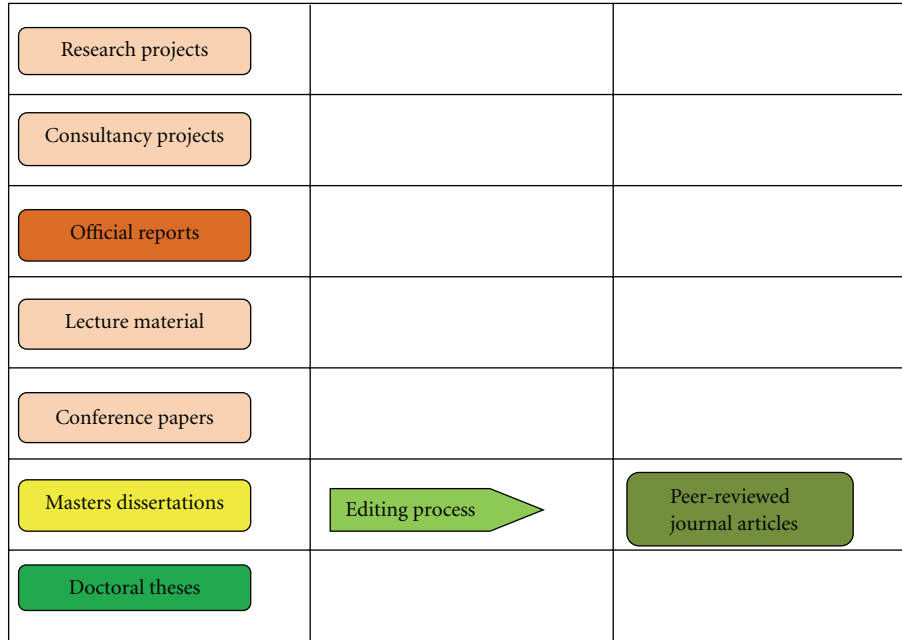 Research projects
Consultancy projects
Official reports
Lecture material
Conference papers
Masters dissertations
Editing process
Peer-reviewed
journal articles
Doctoral theses